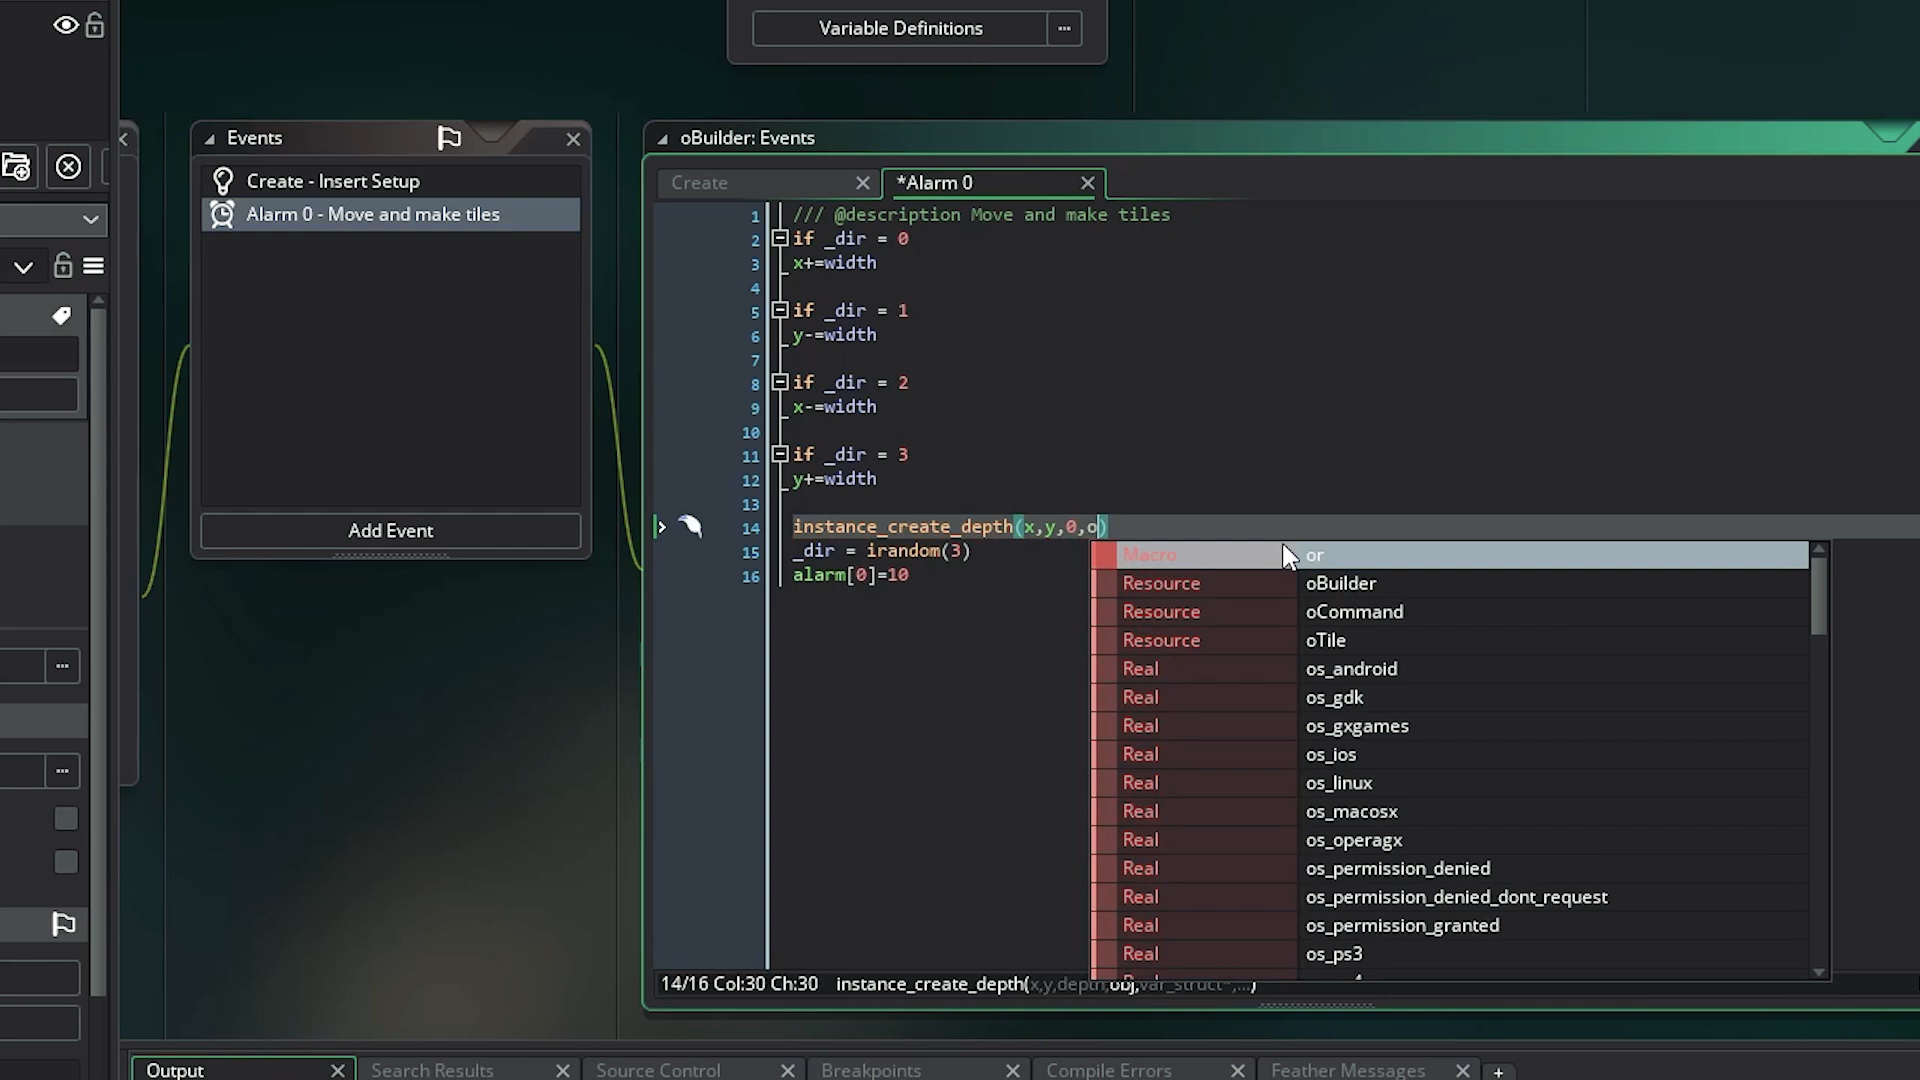 Variable Definitions
Events
oBuilder: Events
Create - Insert Setup
Alarm 0 - Move and make tiles
Add Event
Create
*Alarm 0
1 /// @description Move and make tiles
2 if _dir = 0
3 x+=width
4
5 if _dir = 1
6 y-=width
7
8 if _dir = 2
9 x-=width
10
11 if _dir = 3
12 y+=width
13
14 instance_create_depth(x,y,0,o)
15 _dir = irandom(3)
16 alarm[0]=10
Macro or
Resource oBuilder
Resource oCommand
Resource oTile
Real os_android
Real os_gdk
Real os_gxgames
Real os_ios
Real os_linux
Real os_macosx
Real os_operagx
Real os_permission_denied
Real os_permission_denied_dont_request
Real os_permission_granted
Real os_ps3
14/16 Col:30 Ch:30 instance_create_depth(x,y,depth,obj,var_struct*,...)
Output
Search Results
Source Control
Breakpoints
Compile Errors
Feather Messages